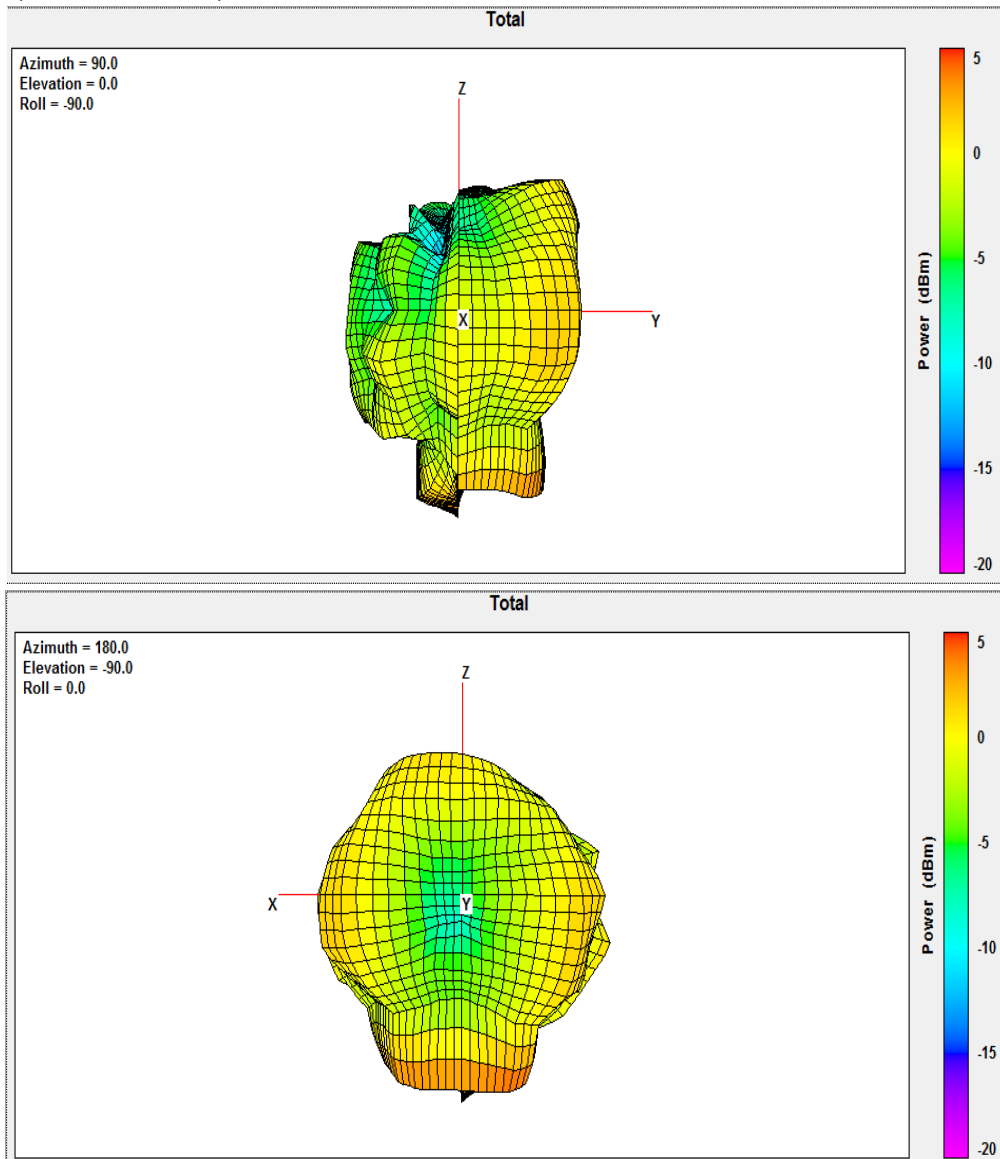 Total
Azimuth = 90.0
Elevation = 0.0
Roll = -90.0
Z
X
Y
5
0
-5
-10
-15
-20
Power (dBm)
Total
Azimuth = 180.0
Elevation = -90.0
Roll = 0.0
Z
X
Y
5
0
-5
-10
-15
-20
Power (dBm)